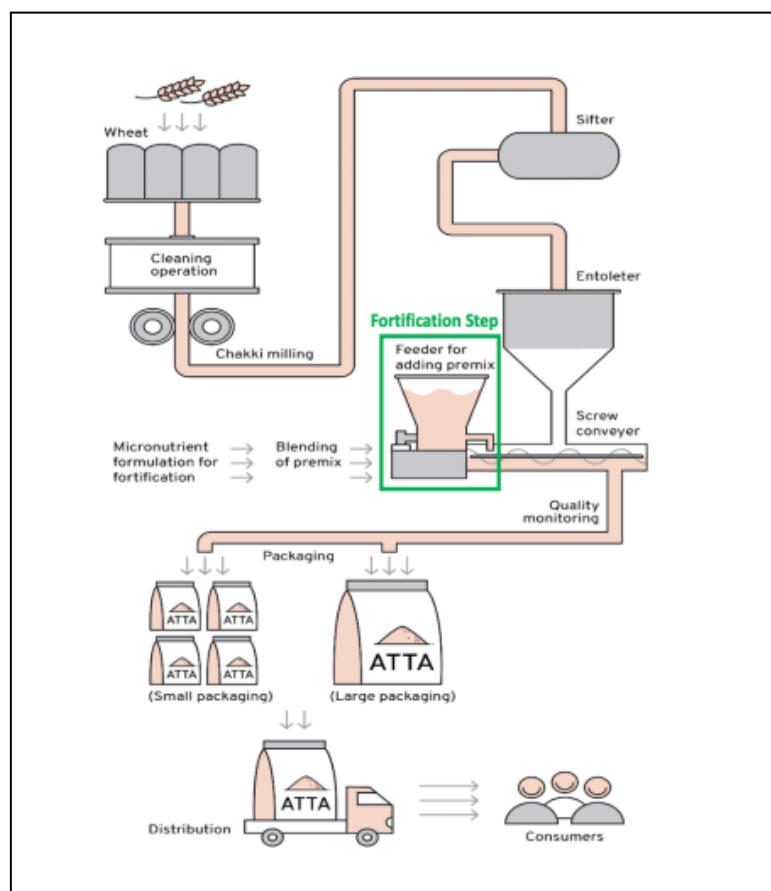 Wheat
Sifter
Cleaning
operation
Entoleter
Fortification Step
Chakki milling
Feeder for
adding premix
Screw
conveyer
Micronutrient
formulation for
fortification
Blending
of premix
Quality
monitoring
Packaging
ATTA
ATTA
ATTA
ATTA
ATTA
(Small packaging)
(Large packaging)
ATTA
Distribution
Consumers